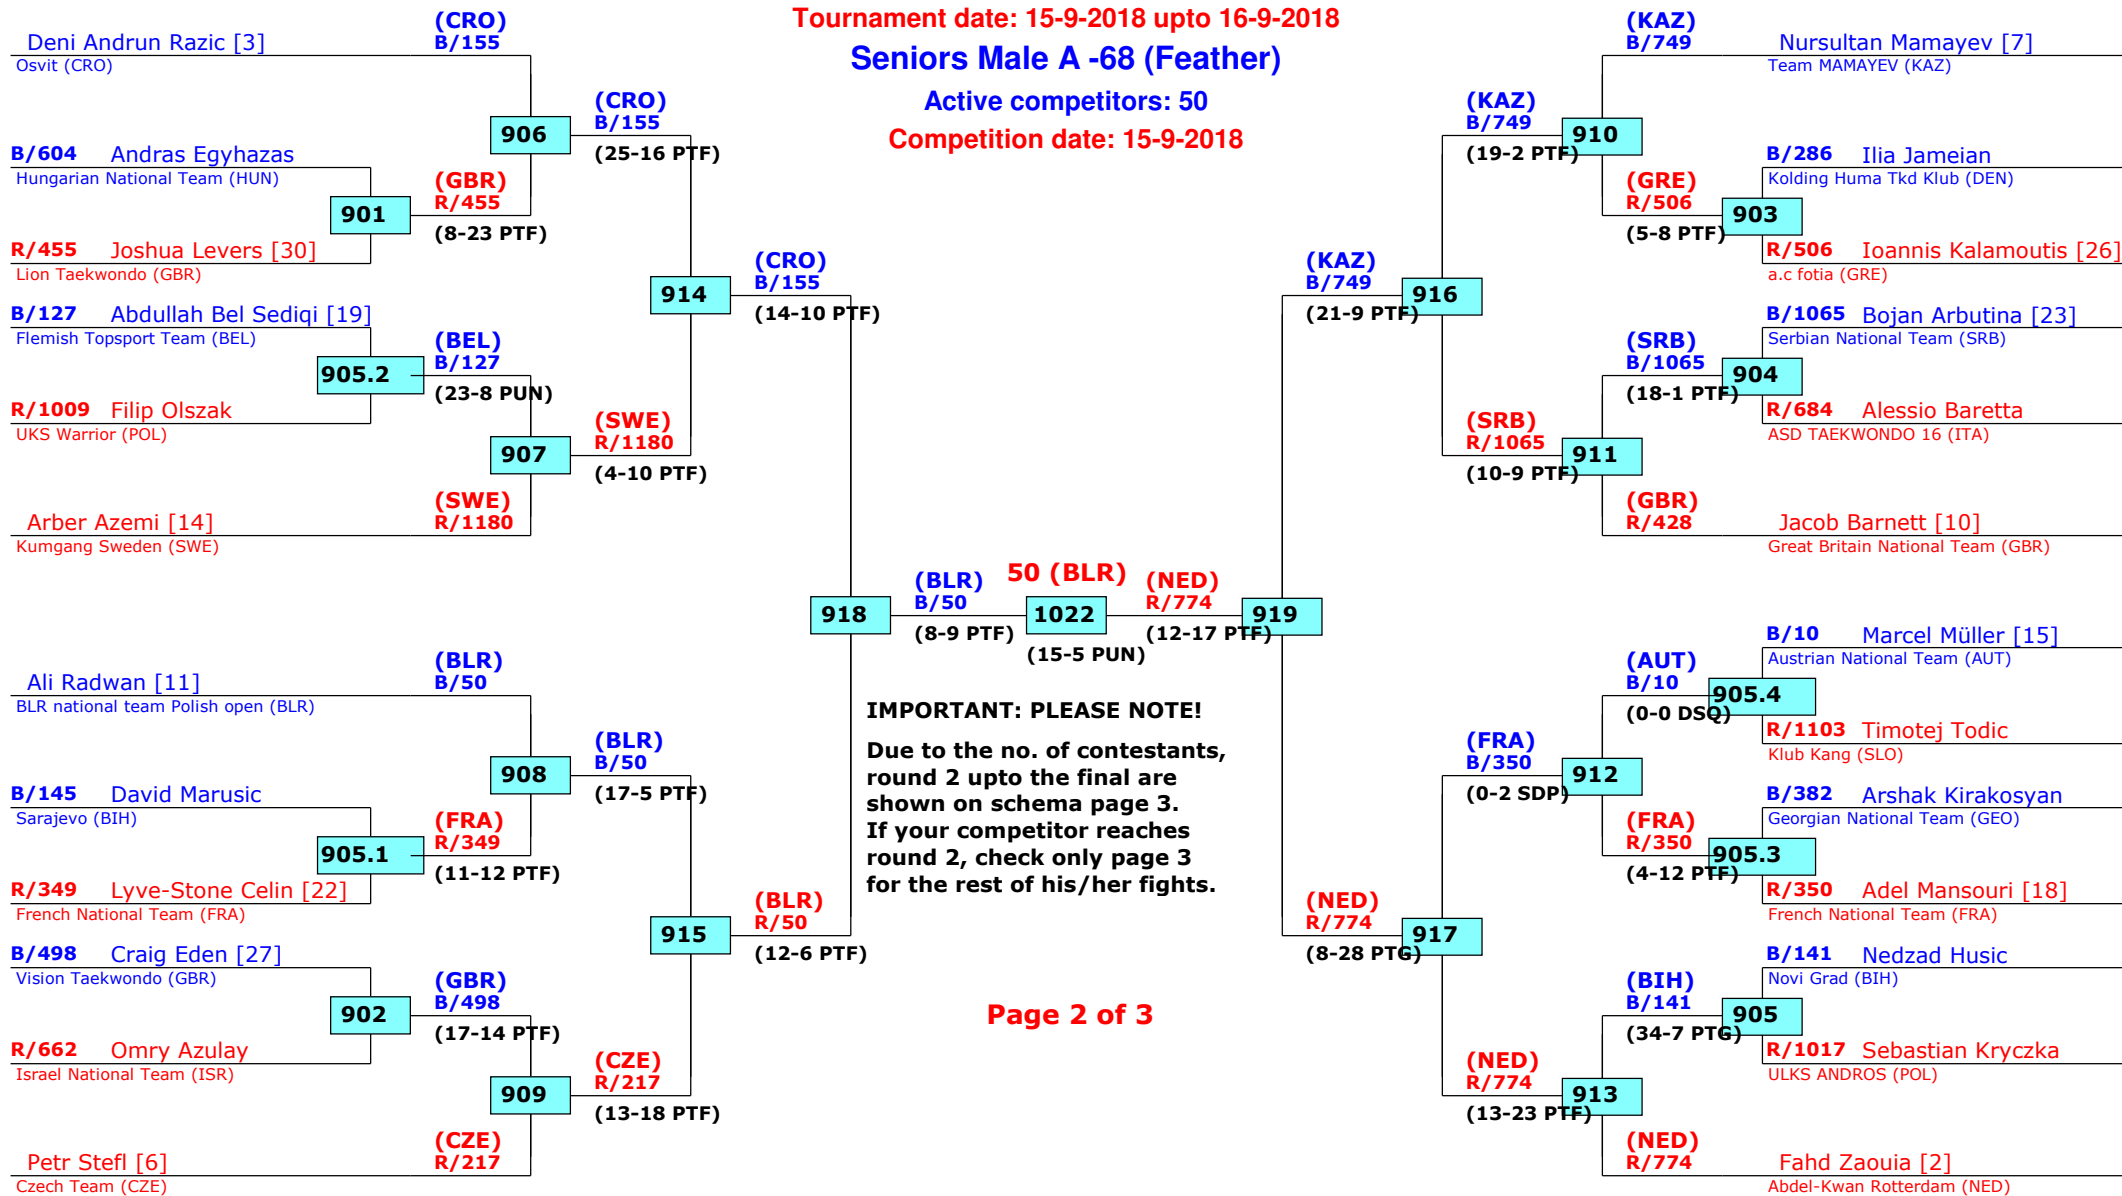 Tournament date: 15-9-2018 upto 16-9-2018
Seniors Male A -68 (Feather)
Active competitors: 50
Competition date: 15-9-2018
Deni Andrun Razic [3]
Osvit (CRO)
(CRO)
B/155
B/604 Andras Egyhazas
Hungarian National Team (HUN)
901
R/455 Joshua Levers [30]
Lion Taekwondo (GBR)
(GBR)
R/455
(8-23 PTF)
906
(CRO)
B/155
(25-16 PTF)
B/127 Abdullah Bel Sediqi [19]
Flemish Topsport Team (BEL)
905.2
R/1009 Filip Olszak
UKS Warrior (POL)
(BEL)
B/127
(23-8 PUN)
907
Arber Azemi [14]
Kumgang Sweden (SWE)
(SWE)
R/1180
(SWE)
R/1180
(4-10 PTF)
914
(CRO)
B/155
(14-10 PTF)
Ali Radwan [11]
BLR national team Polish open (BLR)
(BLR)
B/50
B/145 David Marusic
Sarajevo (BIH)
905.1
R/349 Lyve-Stone Celin [22]
French National Team (FRA)
(FRA)
R/349
(11-12 PTF)
908
(BLR)
B/50
(17-5 PTF)
B/498 Craig Eden [27]
Vision Taekwondo (GBR)
902
R/662 Omry Azulay
Israel National Team (ISR)
(GBR)
B/498
(17-14 PTF)
909
Petr Stefl [6]
Czech Team (CZE)
(CZE)
R/217
(CZE)
R/217
(13-18 PTF)
915
(BLR)
R/50
(12-6 PTF)
918
(BLR)
B/50
(8-9 PTF)
50 (BLR)
1022
(15-5 PUN)
(NED)
R/774
(12-17 PTF)
919
IMPORTANT: PLEASE NOTE!
Due to the no. of contestants,
round 2 upto the final are
shown on schema page 3.
If your competitor reaches
round 2, check only page 3
for the rest of his/her fights.
Page 2 of 3
(KAZ)
B/749
(21-9 PTF)
916
(KAZ)
B/749
(19-2 PTF)
910
(KAZ)
B/749
Nursultan Mamayev [7]
Team MAMAYEV (KAZ)
(GRE)
R/506
(5-8 PTF)
903
B/286 Ilia Jameian
Kolding Huma Tkd Klub (DEN)
R/506 Ioannis Kalamoutis [26]
a.c fotia (GRE)
(SRB)
R/1065
(10-9 PTF)
911
(SRB)
B/1065
(18-1 PTF)
904
B/1065 Bojan Arbutina [23]
Serbian National Team (SRB)
R/684 Alessio Baretta
ASD TAEKWONDO 16 (ITA)
(GBR)
R/428
Jacob Barnett [10]
Great Britain National Team (GBR)
(NED)
R/774
(8-28 PTG)
917
(FRA)
B/350
(0-2 SDP)
912
(AUT)
B/10
(0-0 DSQ)
905.4
B/10 Marcel Müller [15]
Austrian National Team (AUT)
R/1103 Timotej Todic
Klub Kang (SLO)
(FRA)
R/350
(4-12 PTF)
905.3
B/382 Arshak Kirakosyan
Georgian National Team (GEO)
R/350 Adel Mansouri [18]
French National Team (FRA)
(NED)
R/774
(13-23 PTF)
913
(BIH)
B/141
(34-7 PTG)
905
B/141 Nedzad Husic
Novi Grad (BIH)
R/1017 Sebastian Kryczka
ULKS ANDROS (POL)
(NED)
R/774
Fahd Zaouia [2]
Abdel-Kwan Rotterdam (NED)